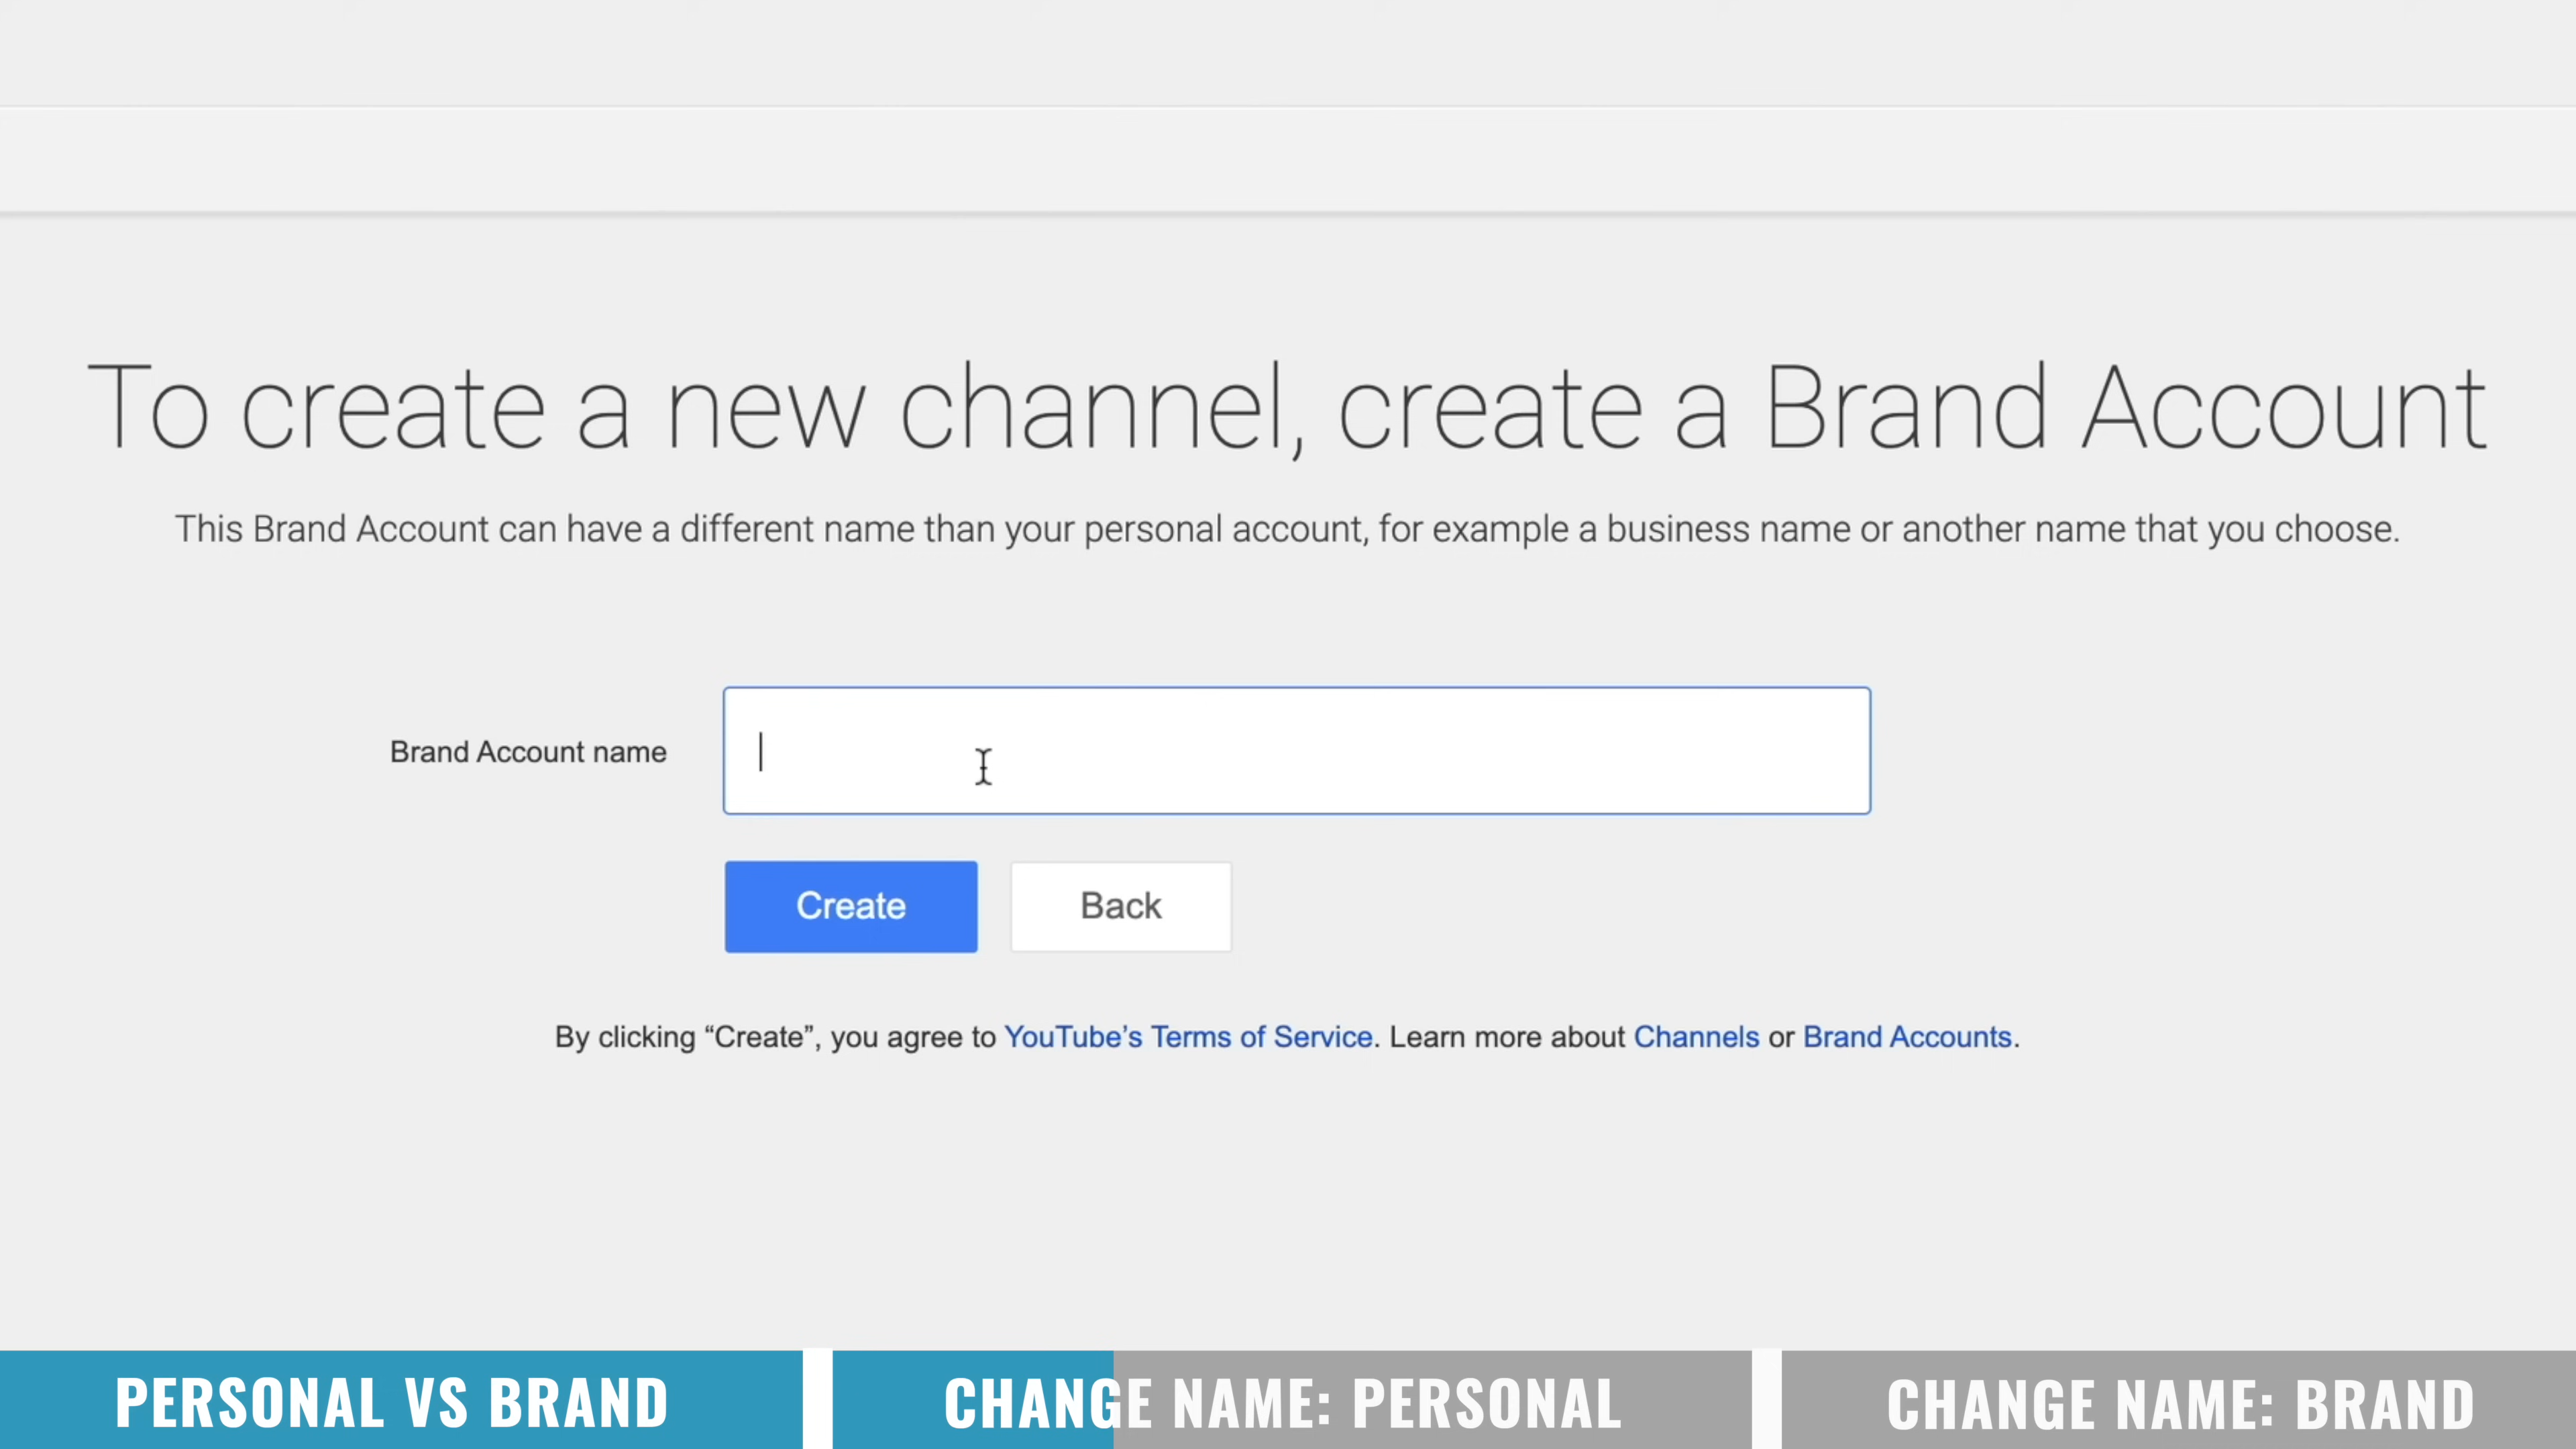 To create a new channel, create a Brand Account
This Brand Account can have a different name than your personal account, for example a business name or another name that you choose.
Brand Account name
Create
Back
By clicking “Create”, you agree to YouTube’s Terms of Service. Learn more about Channels or Brand Accounts.
PERSONAL VS BRAND
CHANGE NAME: PERSONAL
CHANGE NAME: BRAND